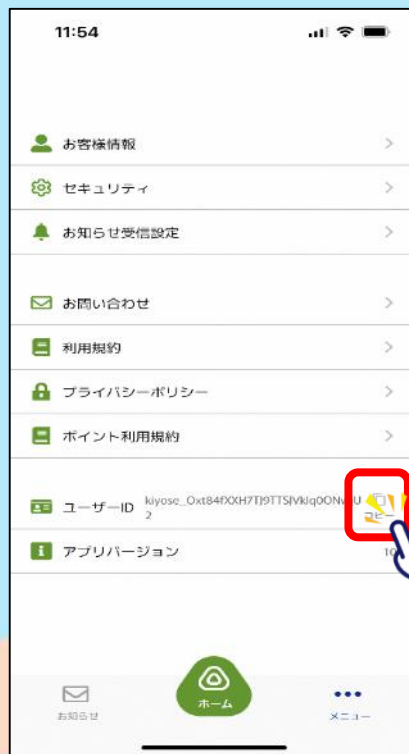 11:54
お客様情報
セキュリティ
お知らせ受信設定
お問い合わせ
利用規約
プライバシーポリシー
ポイント利用規約
ユーザーID
コピー
アプリバージョン
お知らせ
ホーム
メニュー